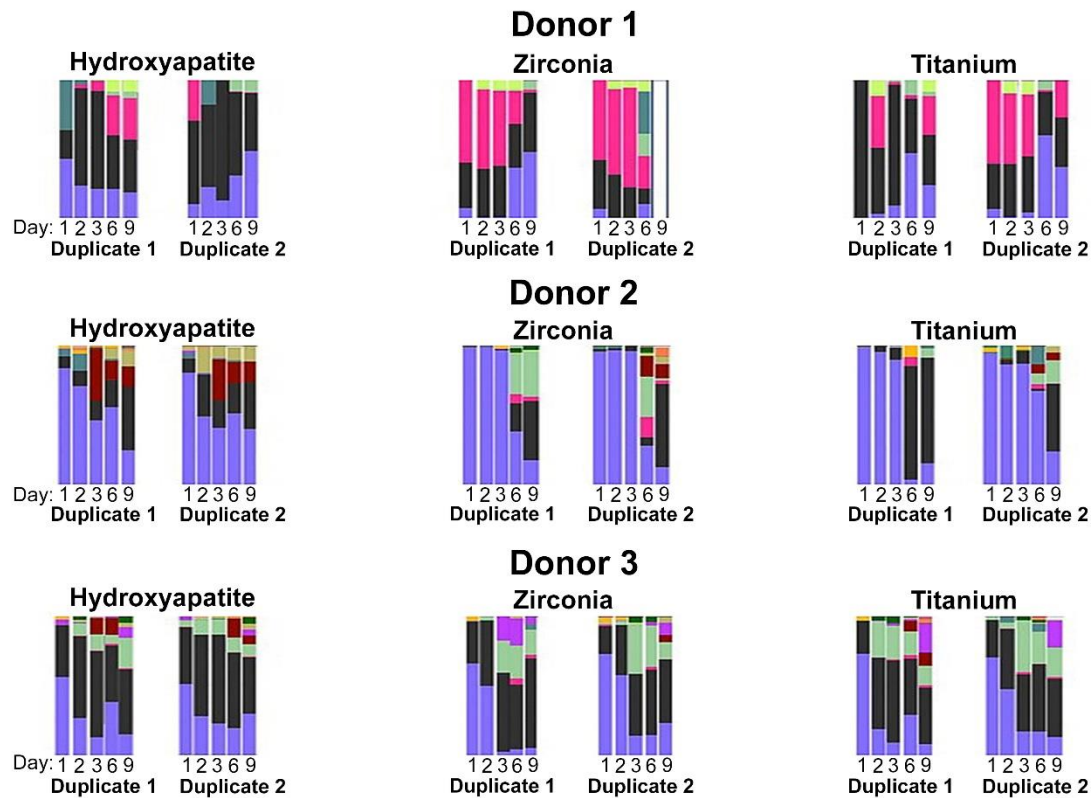 Donor 1
Hydroxyapatite Zirconia Titanium
Day: 1 2 3 6 9 1 2 3 6 9 1 2 3 6 9 1 2 3 6 9 1 2 3 6 9 1 2 3 6 9
Duplicate 1 Duplicate 2 Duplicate 1 Duplicate 2 Duplicate 1 Duplicate 2
Donor 2
Hydroxyapatite Zirconia Titanium
Day: 1 2 3 6 9 1 2 3 6 9 1 2 3 6 9 1 2 3 6 9 1 2 3 6 9 1 2 3 6 9
Duplicate 1 Duplicate 2 Duplicate 1 Duplicate 2 Duplicate 1 Duplicate 2
Donor 3
Hydroxyapatite Zirconia Titanium
Day: 1 2 3 6 9 1 2 3 6 9 1 2 3 6 9 1 2 3 6 9 1 2 3 6 9 1 2 3 6 9
Duplicate 1 Duplicate 2 Duplicate 1 Duplicate 2 Duplicate 1 Duplicate 2